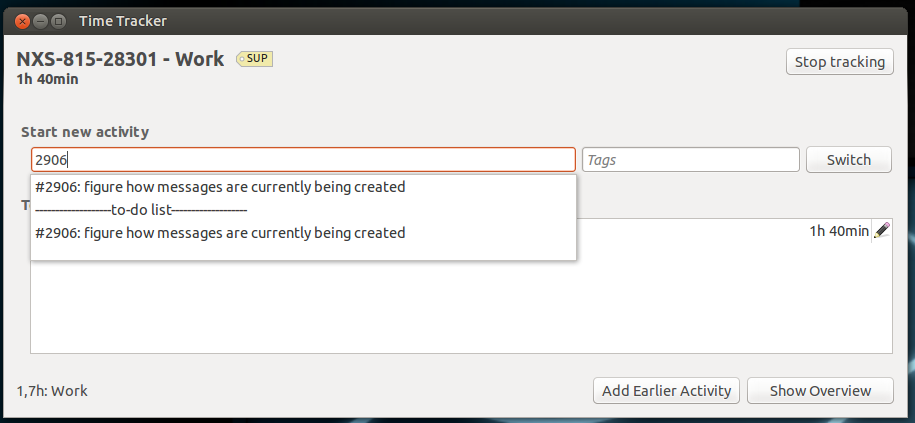 Time Tracker
NXS-815-28301 - Work SUP
1h 40min
Stop tracking
Start new activity
2906 Tags Switch
#2906: figure how messages are currently being created
-------------------to-do list-------------------
#2906: figure how messages are currently being created
1h 40min
1,7h: Work
Add Earlier Activity Show Overview